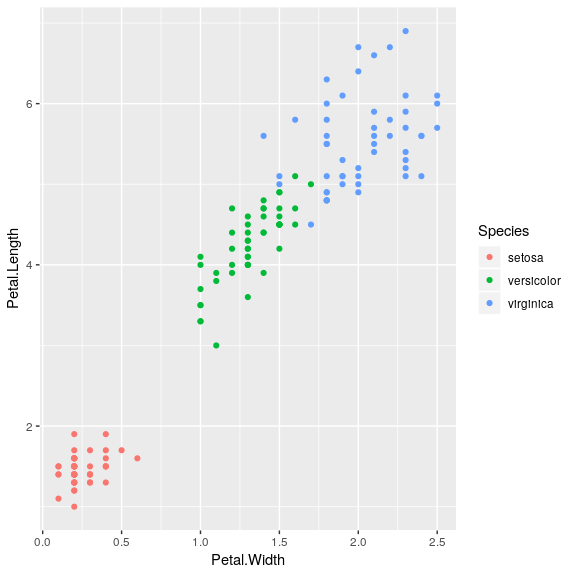 6
4
2
0.0 0.5 1.0 1.5 2.0 2.5
Petal.Width
Petal.Length
Species
setosa
versicolor
virginica